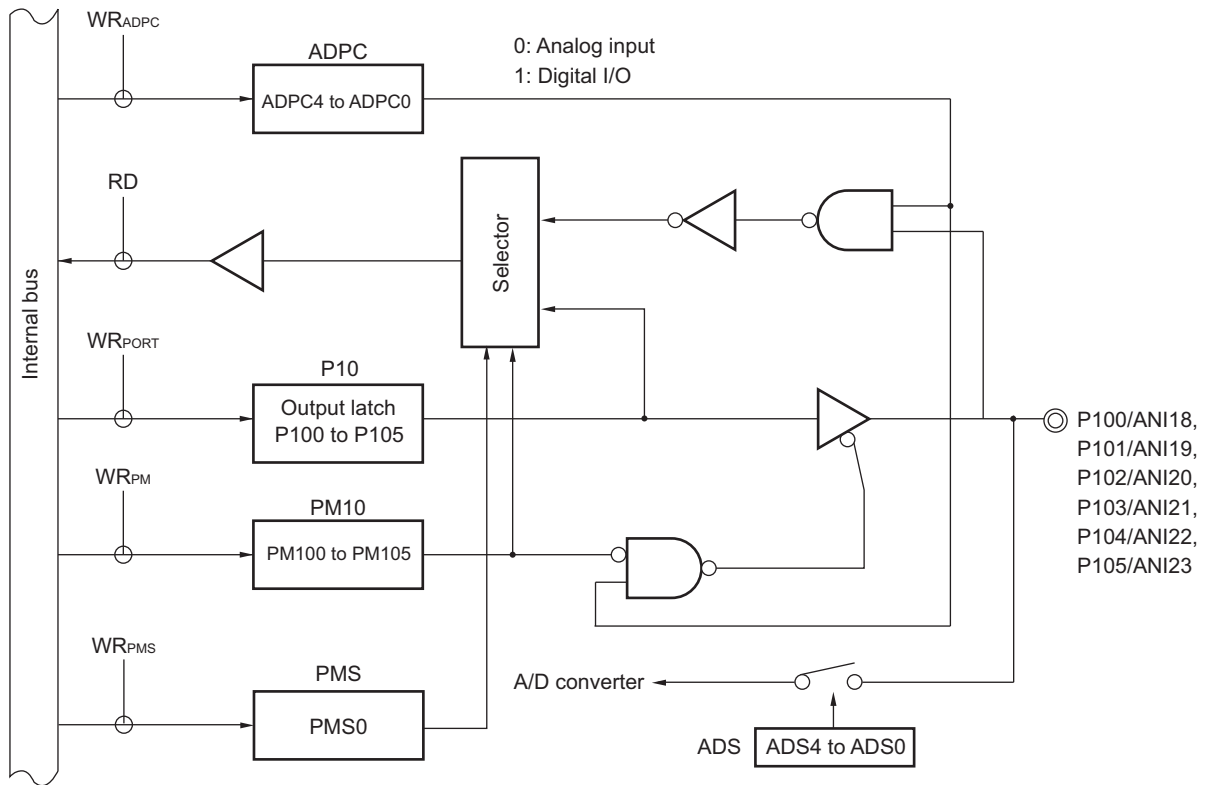 WRADPC
ADPC
0: Analog input
1: Digital I/O
ADPC4 to ADPC0
RD
Selector
Internal bus
WRPORT
P10
Output latch
P100 to P105
P100/ANI18,
P101/ANI19,
P102/ANI20,
P103/ANI21,
P104/ANI22,
P105/ANI23
WRPM
PM10
PM100 to PM105
WRPMS
PMS
PMS0
A/D converter
ADS
ADS4 to ADS0